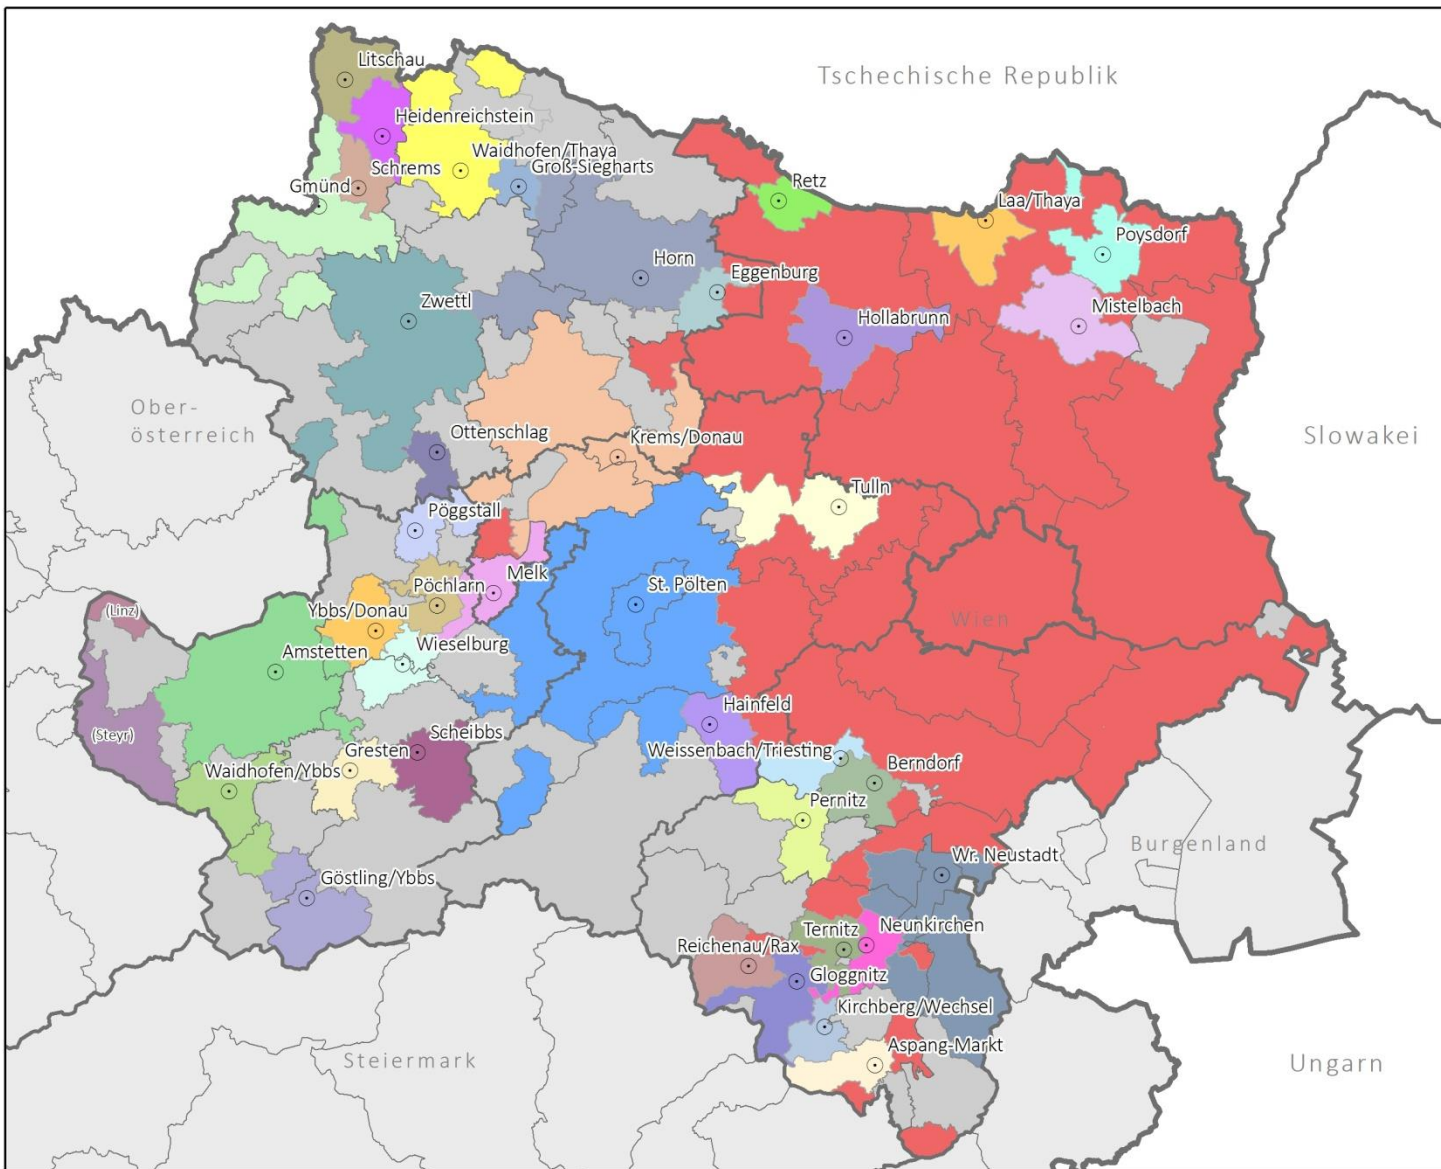 Litschau
Tschechische Republik
Heidenreichstein
Waidhofen/Thaya
Schrems
Groß-Siegharts
Gmünd
Retz
Laa/Thaya
Poysdorf
Horn
Eggenburg
Zwettl
Mistelbach
Hollabrunn
Ober-
österreich
Ottenschlag
Krems/Donau
Slowakei
Tulln
Pöggstall
Melk
Pöchlarn
St. Pölten
(Linz)
Ybbs/Donau
Wien
Wieselburg
Amstetten
Hainfeld
(Steyr)
Scheibbs
Gresten
Weissenbach/Triesting
Berndorf
Waidhofen/Ybbs
Pernitz
Burgenland
Wr. Neustadt
Göstling/Ybbs
Ternitz
Neunkirchen
Reichenau/Rax
Gloggnitz
Kirchberg/Wechsel
Aspang-Markt
Steiermark
Ungarn